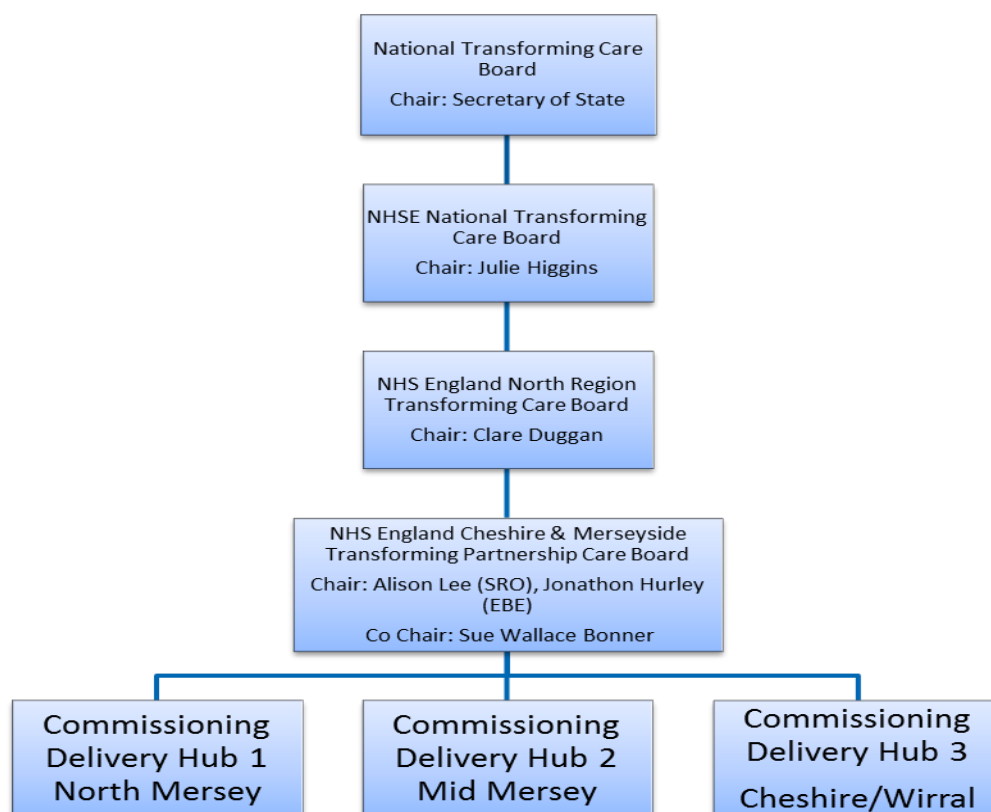 National Transforming Care
Board
Chair: Secretary of State
NHSE National Transforming
Care Board
Chair: Julie Higgins
NHS England North Region
Transforming Care Board
Chair: Clare Duggan
NHS England Cheshire & Merseyside
Transforming Partnership Care Board
Chair: Alison Lee (SRO), Jonathon Hurley
(EBE)
Co Chair: Sue Wallace Bonner
Commissioning
Delivery Hub 1
North Mersey
Commissioning
Delivery Hub 2
Mid Mersey
Commissioning
Delivery Hub 3
Cheshire/Wirral